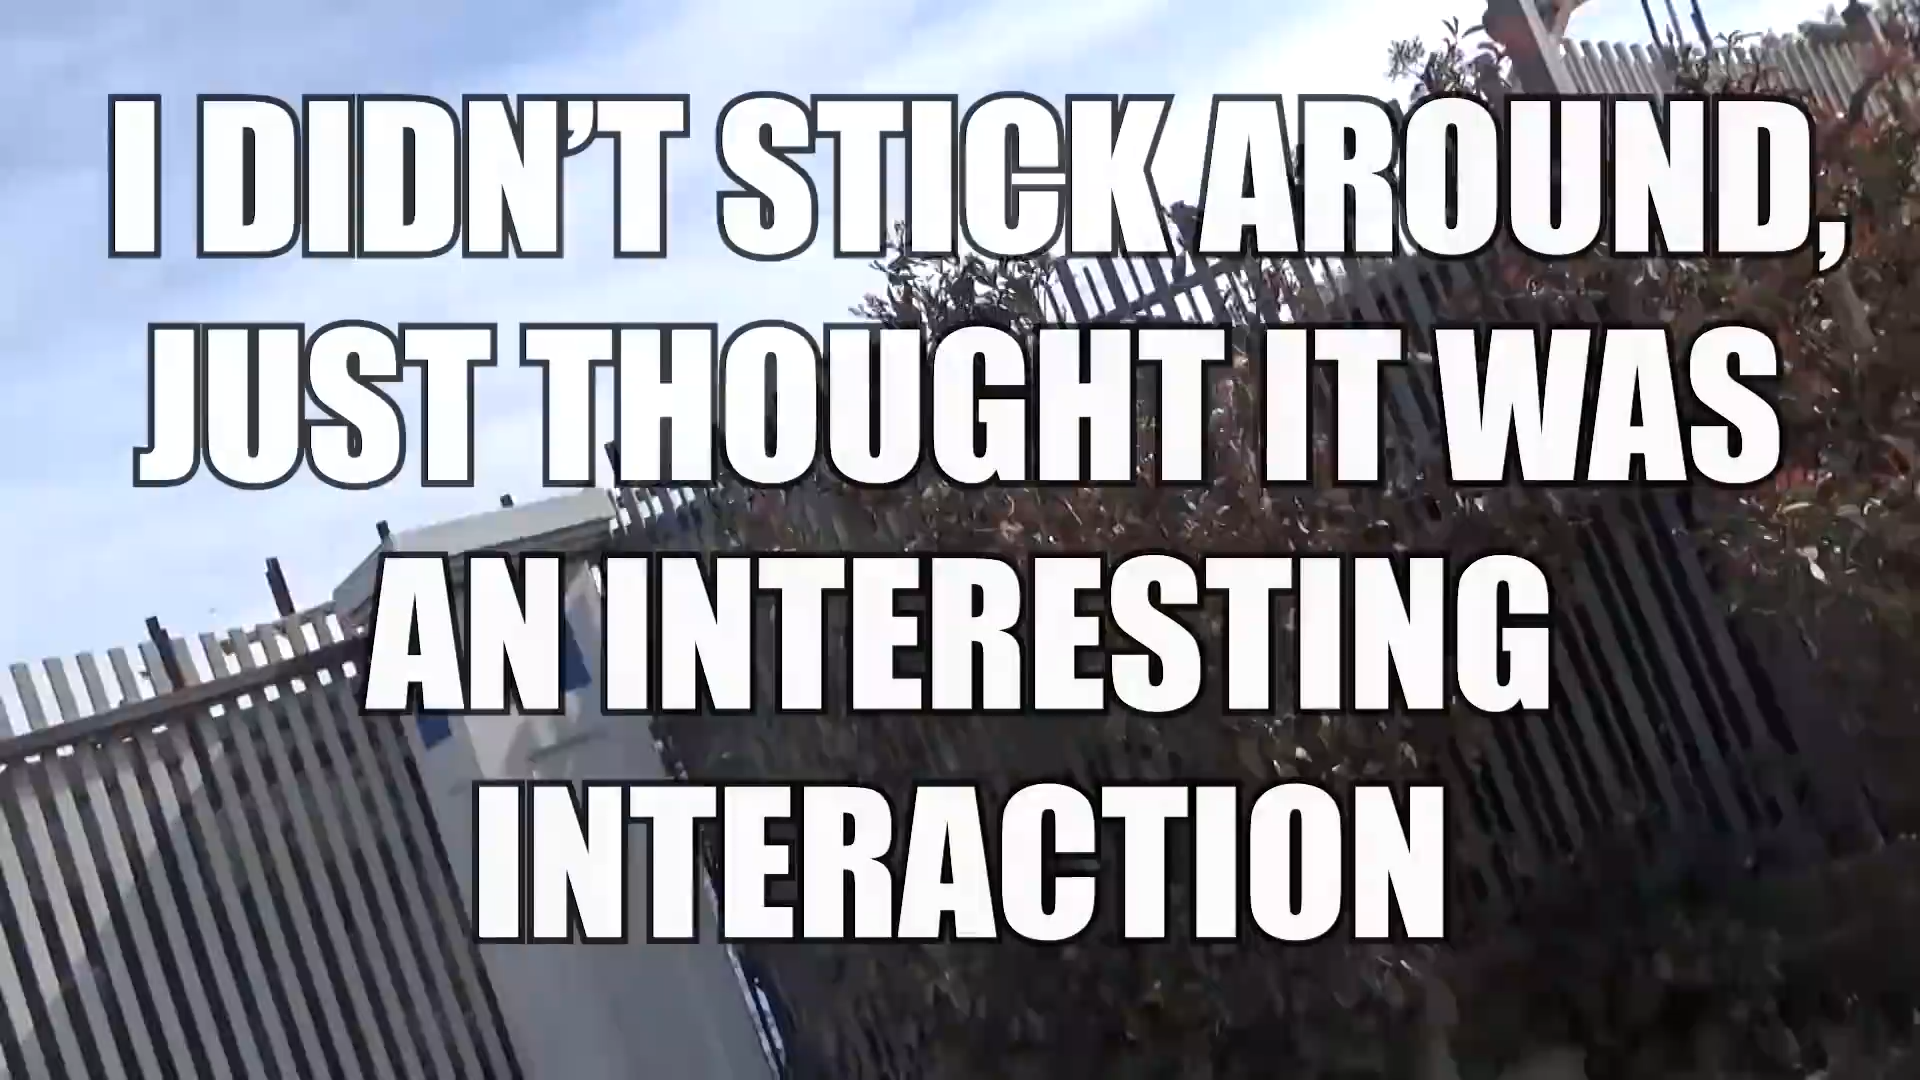 I DIDN’T STICK AROUND,
JUST THOUGHT IT WAS
AN INTERESTING
INTERACTION